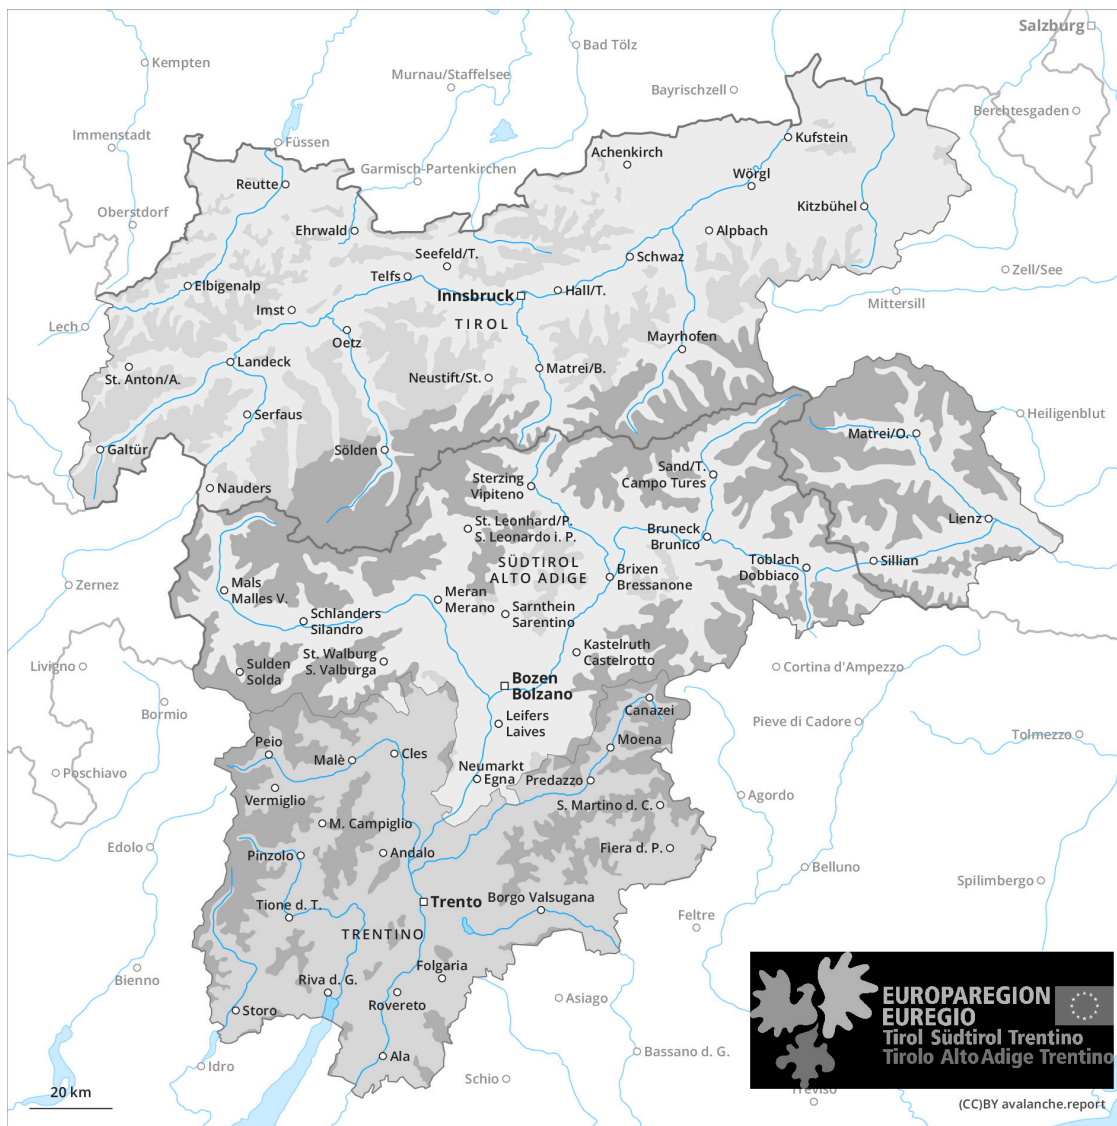 Salzburg
Bad Tölz
Kempten
Murnau/Staffelsee
Bayrischzell
Berchtesgaden
Immenstadt
Füssen
Kufstein
Achenkirch
Garmisch-Partenkirchen
Wörgl
Reutte
Oberstdorf
Kitzbühel
Ehrwald
Alpbach
Seefeld/T.
Schwaz
Telfs
Zell/See
Elbigenalp
Innsbruck
Hall/T.
Mittersill
Imst
TIROL
Lech
Oetz
Mayrhofen
Landeck
Matrei/B.
St. Anton/A.
Neustift/St.
Serfaus
Heiligenblut
Matrei/O.
Galtür
Sölden
Sand/T.
Campo Tures
Sterzing
Vipiteno
Nauders
Lienz
St. Leonhard/P.
S. Leonardo i. P.
Bruneck
Brunico
SÜDTIROL
ALTO ADIGE
Toblach
Dobbiaco
Sillian
Brixen
Bressanone
Zernez
Mals
Malles V.
Meran
Merano
Schlanders
Silandro
Sarnthein
Sarentino
Kastelruth
Castelrotto
St. Walburg
S. Valburga
Livigno
Sulden
Solda
Cortina d'Ampezzo
Bozen
Bolzano
Bormio
Canazei
Leifers
Laives
Pieve di Cadore
Tolmezzo
Peio
Moena
Cles
Malè
Poschiavo
Neumarkt
Egna
Predazzo
Vermiglio
Agordo
S. Martino d. C.
M. Campiglio
Edolo
Pinzolo
Andalo
Fiera d. P.
Belluno
Spilimbergo
Tione d. T.
Trento
Borgo Valsugana
Feltre
TRENTINO
Bienno
Folgaria
Riva d. G.
Rovereto
Asiago
Storo
EUROPAREGION
EUREGIO
Tirol Südtirol Trentino
Tirolo Alto Adige Trentino
Ala
Bassano d. G.
Idro
Schio
Treviso
20 km
(CC)BY avalanche.report